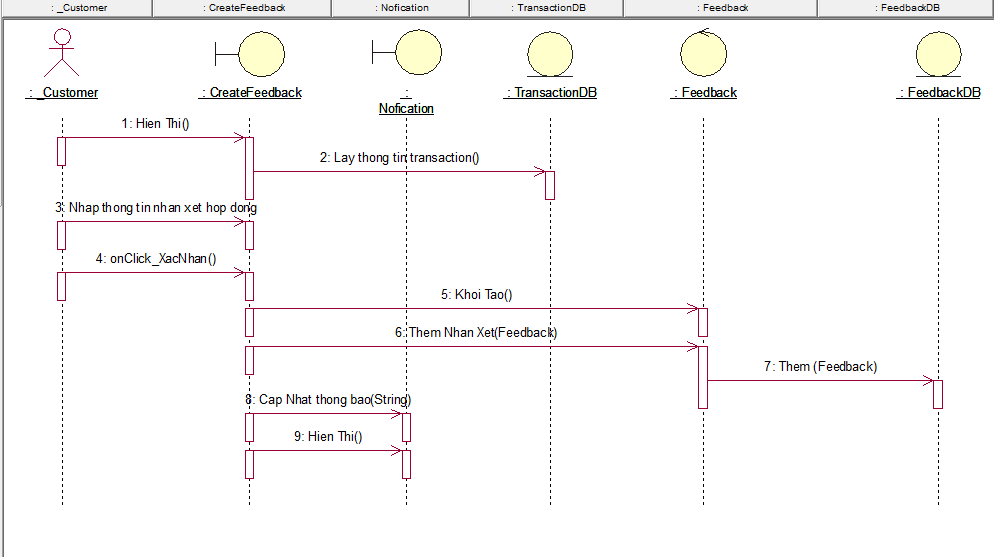 : _Customer
: CreateFeedback
: Nofication
: TransactionDB
: Feedback
: FeedbackDB
: _Customer
: CreateFeedback
:
Nofication
: TransactionDB
: Feedback
: FeedbackDB
1: Hien Thi()
2: Lay thong tin transaction()
3: Nhap thong tin nhan xet hop dong
4: onClick_XacNhan()
5: Khoi Tao()
6: Them Nhan Xet(Feedback)
7: Them (Feedback)
8: Cap Nhat thong bao(String)
9: Hien Thi()